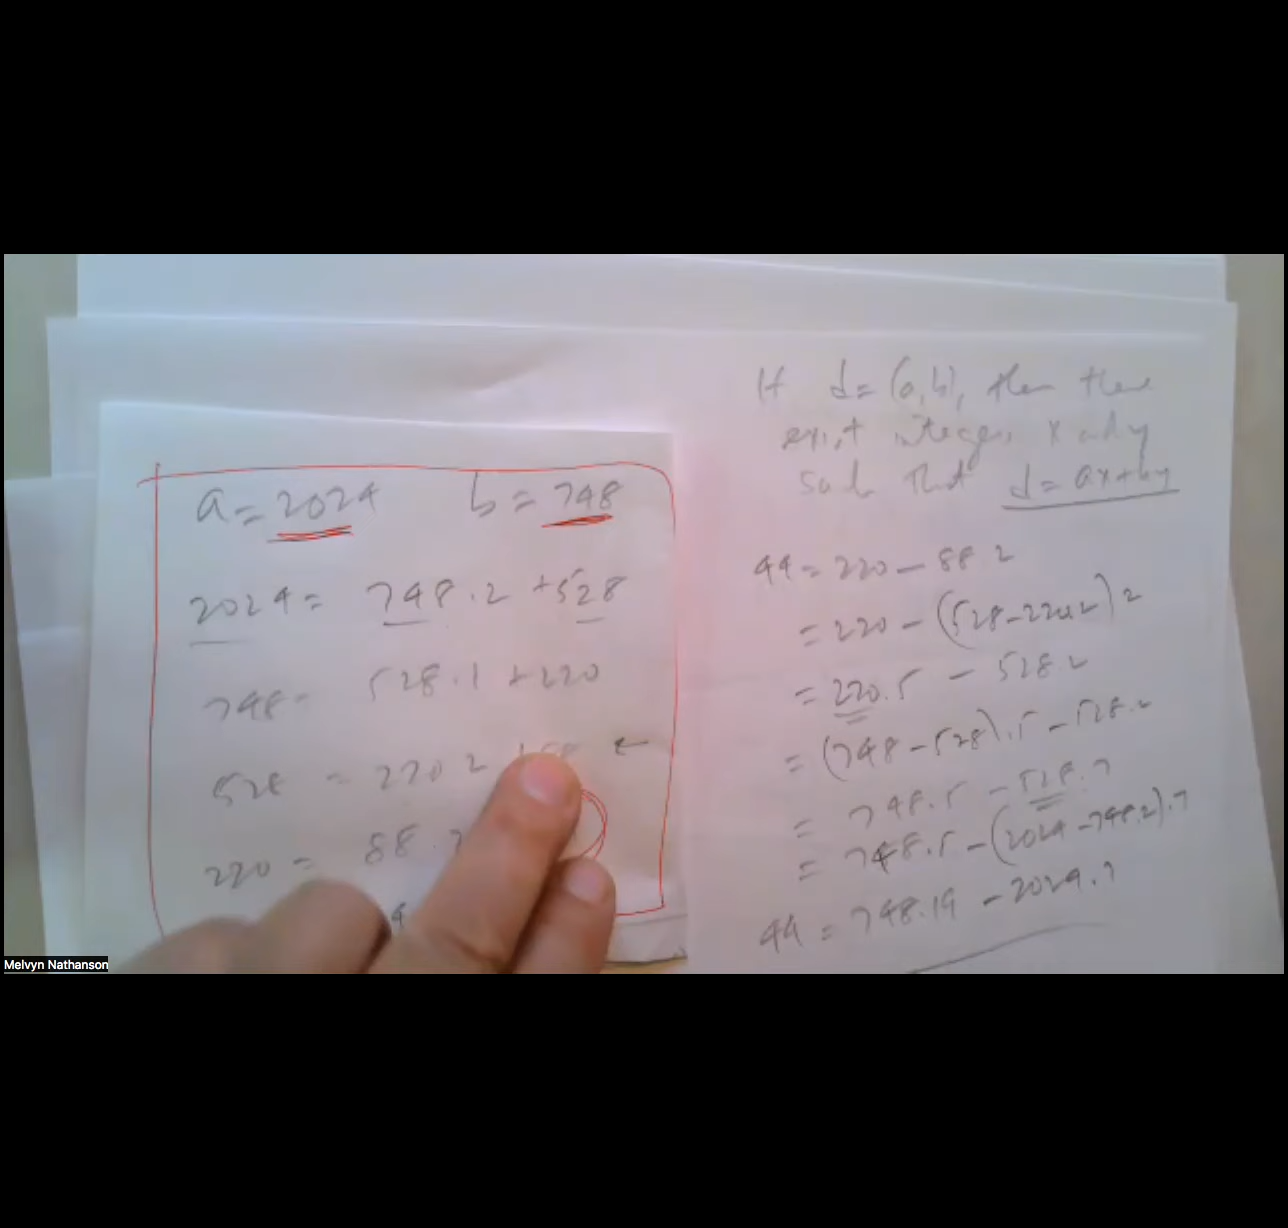 a = 2024 b = 748
2024 = 748.2 + 528
748 = 528.1 + 220
528 = 220 2 +
220 = 88.2
4
If d = (a, b), then there
exist integers x and y
such that d = ax + by
44 = 220 - 88 2
= 220 - (528 - 220.2) 2
= 220.5 - 528.2
= (748 - 528).5 - 528.2
= 748.5 - 528.7
= 748.5 - (2024 - 748.2).7
44 = 748.19 - 2024.7
Melvyn Nathanson